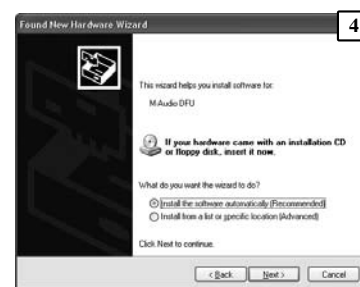 Found New Hardware Wizard
4
This wizard helps you install software for:
M-Audio DFU
If your hardware came with an installation CD
or floppy disk, insert it now.
What do you want the wizard to do?
Install the software automatically (Recommended)
Install from a list or specific location (Advanced)
Click Next to continue.
< Back
Next >
Cancel